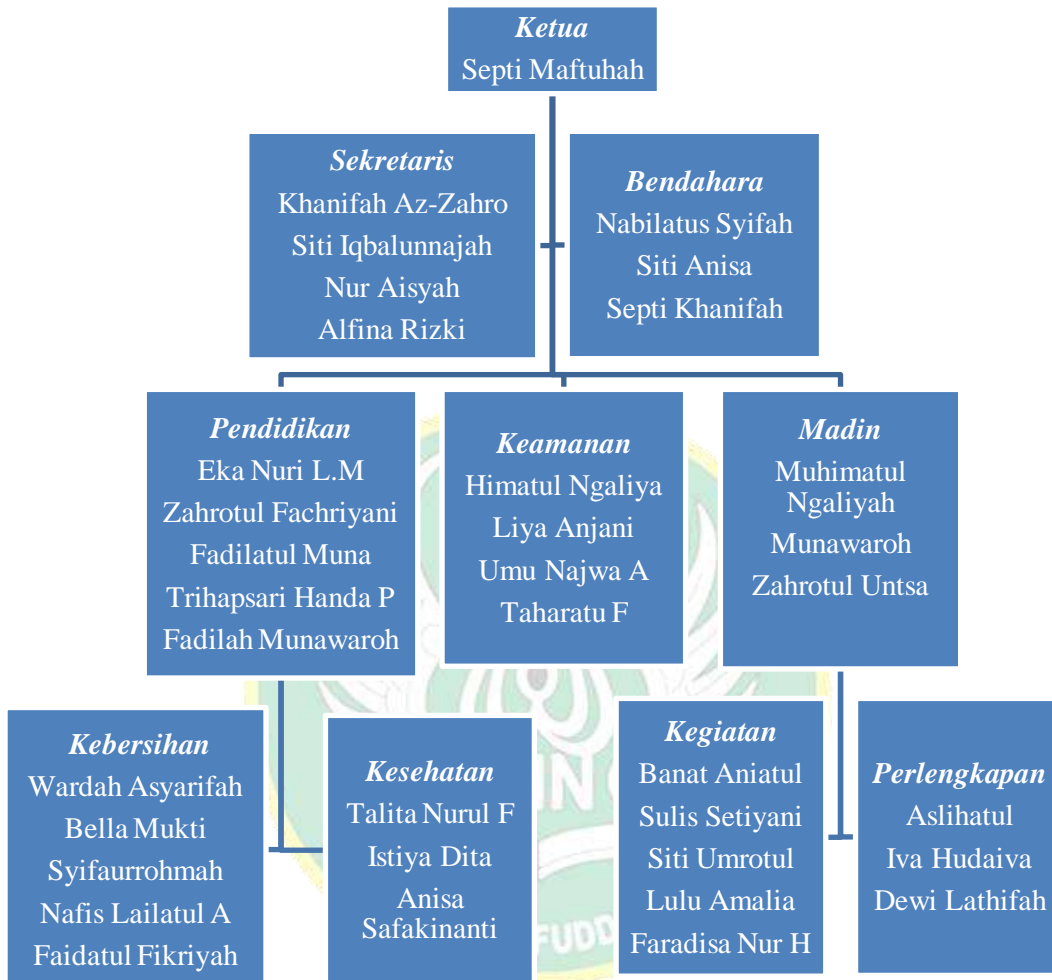 Ketua
Septi Maftuhah
Sekretaris
Khanifah Az-Zahro
Siti Iqbalunnajah
Nur Aisyah
Alfina Rizki
Bendahara
Nabilatus Syifah
Siti Anisa
Septi Khanifah
Pendidikan
Eka Nuri L.M
Zahrotul Fachriyani
Fadilatul Muna
Trihapsari Handa P
Fadilah Munawaroh
Keamanan
Himatul Ngaliya
Liya Anjani
Umu Najwa A
Taharatu F
Madin
Muhimatul
Ngaliyah
Munawaroh
Zahrotul Untsa
Kebersihan
Wardah Asyarifah
Bella Mukti
Syifaurrohmah
Nafis Lailatul A
Faidatul Fikriyah
Kesehatan
Talita Nurul F
Istiya Dita
Anisa
Safakinanti
Kegiatan
Banat Aniatul
Sulis Setiyani
Siti Umrotul
Lulu Amalia
Faradisa Nur H
Perlengkapan
Aslihatul
Iva Hudaiva
Dewi Lathifah